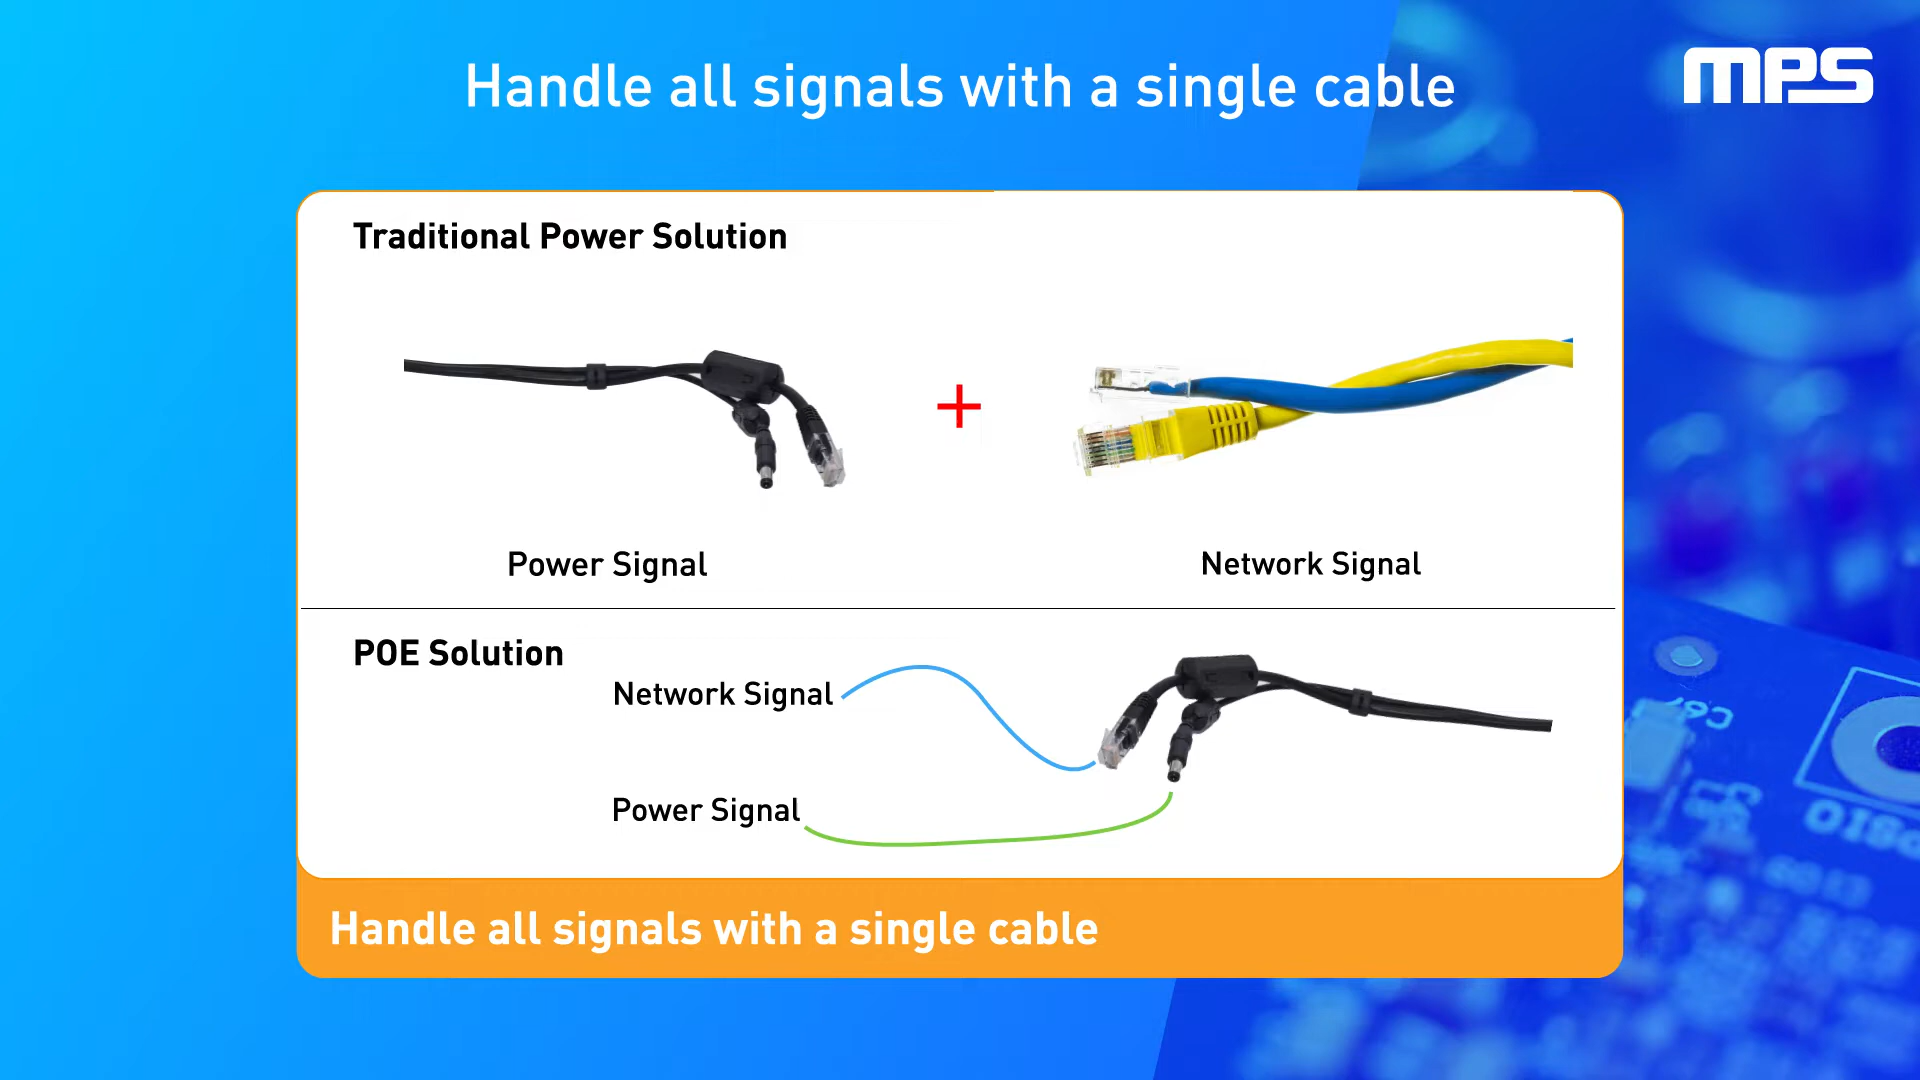 Handle all signals with a single cable
MPS
Traditional Power Solution
+
Power Signal
Network Signal
POE Solution
Network Signal
Power Signal
Handle all signals with a single cable
C67